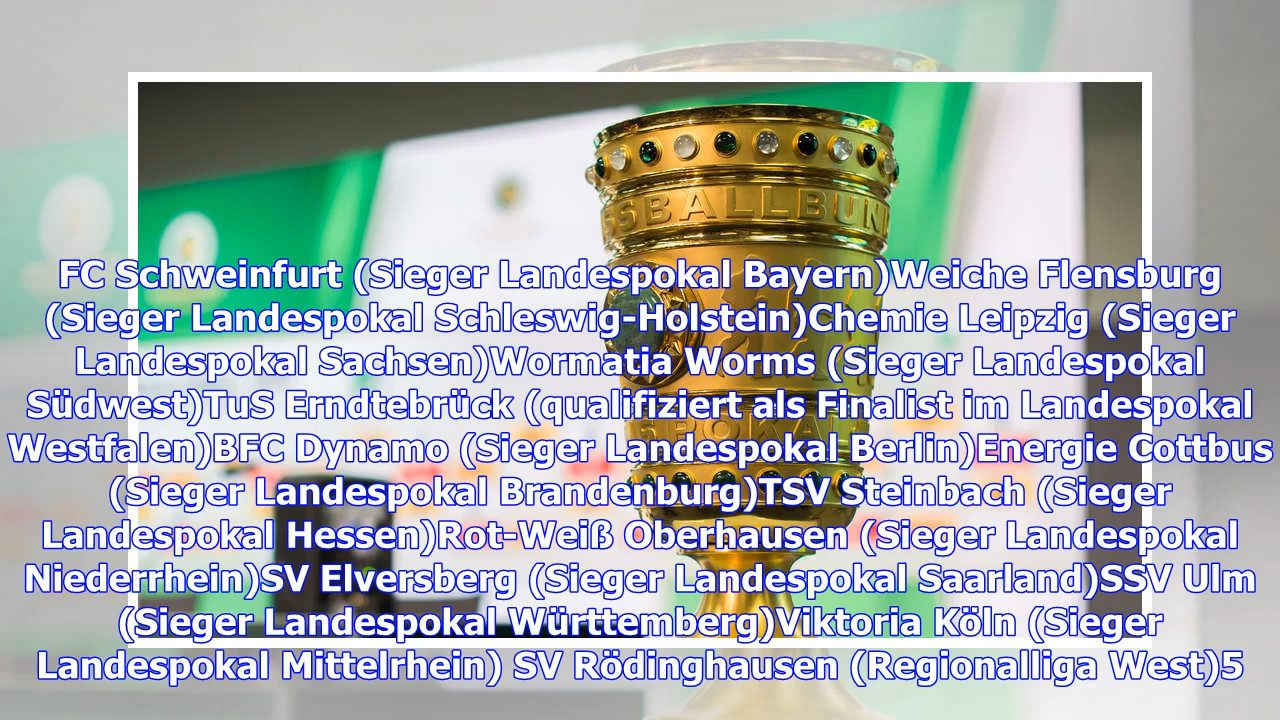 SSBALLBUN
POKAL
FC Schweinfurt (Sieger Landespokal Bayern)Weiche Flensburg
(Sieger Landespokal Schleswig-Holstein)Chemie Leipzig (Sieger
Landespokal Sachsen)Wormatia Worms (Sieger Landespokal
Südwest)TuS Erndtebrück (qualifiziert als Finalist im Landespokal
Westfalen)BFC Dynamo (Sieger Landespokal Berlin)Energie Cottbus
(Sieger Landespokal Brandenburg)TSV Steinbach (Sieger
Landespokal Hessen)Rot-Weiß Oberhausen (Sieger Landespokal
Niederrhein)SV Elversberg (Sieger Landespokal Saarland)SSV Ulm
(Sieger Landespokal Württemberg)Viktoria Köln (Sieger
Landespokal Mittelrhein) SV Rödinghausen (Regionalliga West)5